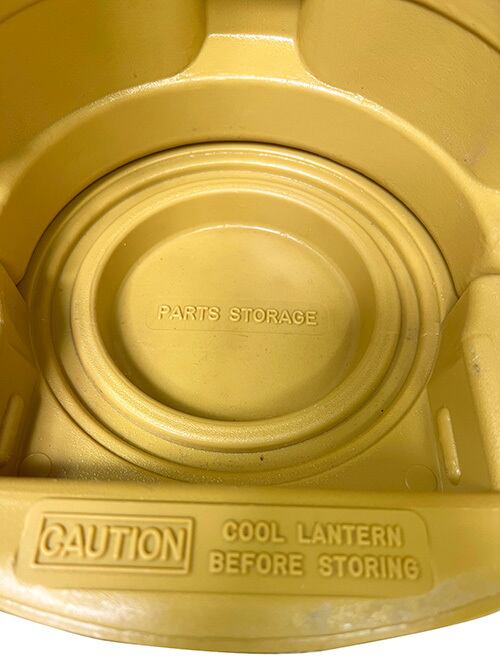 PARTS STORAGE
CAUTION
COOL LANTERN
BEFORE STORING